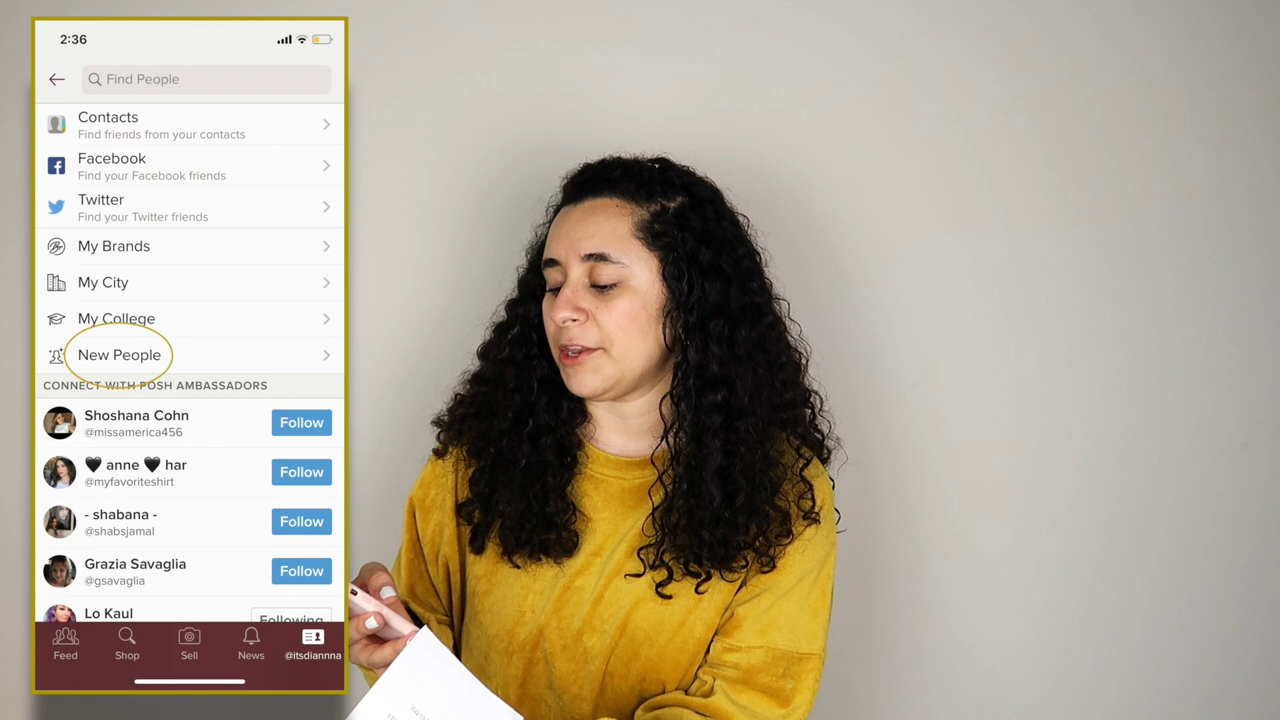 2:36
Find People
Contacts
Find friends from your contacts
Facebook
Find your Facebook friends
Twitter
Find your Twitter friends
My Brands
My City
My College
New People
CONNECT WITH POSH AMBASSADORS
Shoshana Cohn
@missamerica456
Follow
🖤 anne 🖤 har
@myfavoriteshirt
Follow
- shabana -
@shabsjamal
Follow
Grazia Savaglia
@gsavaglia
Follow
Lo Kaul
Following
Feed
Shop
Sell
News
@itsdiannna